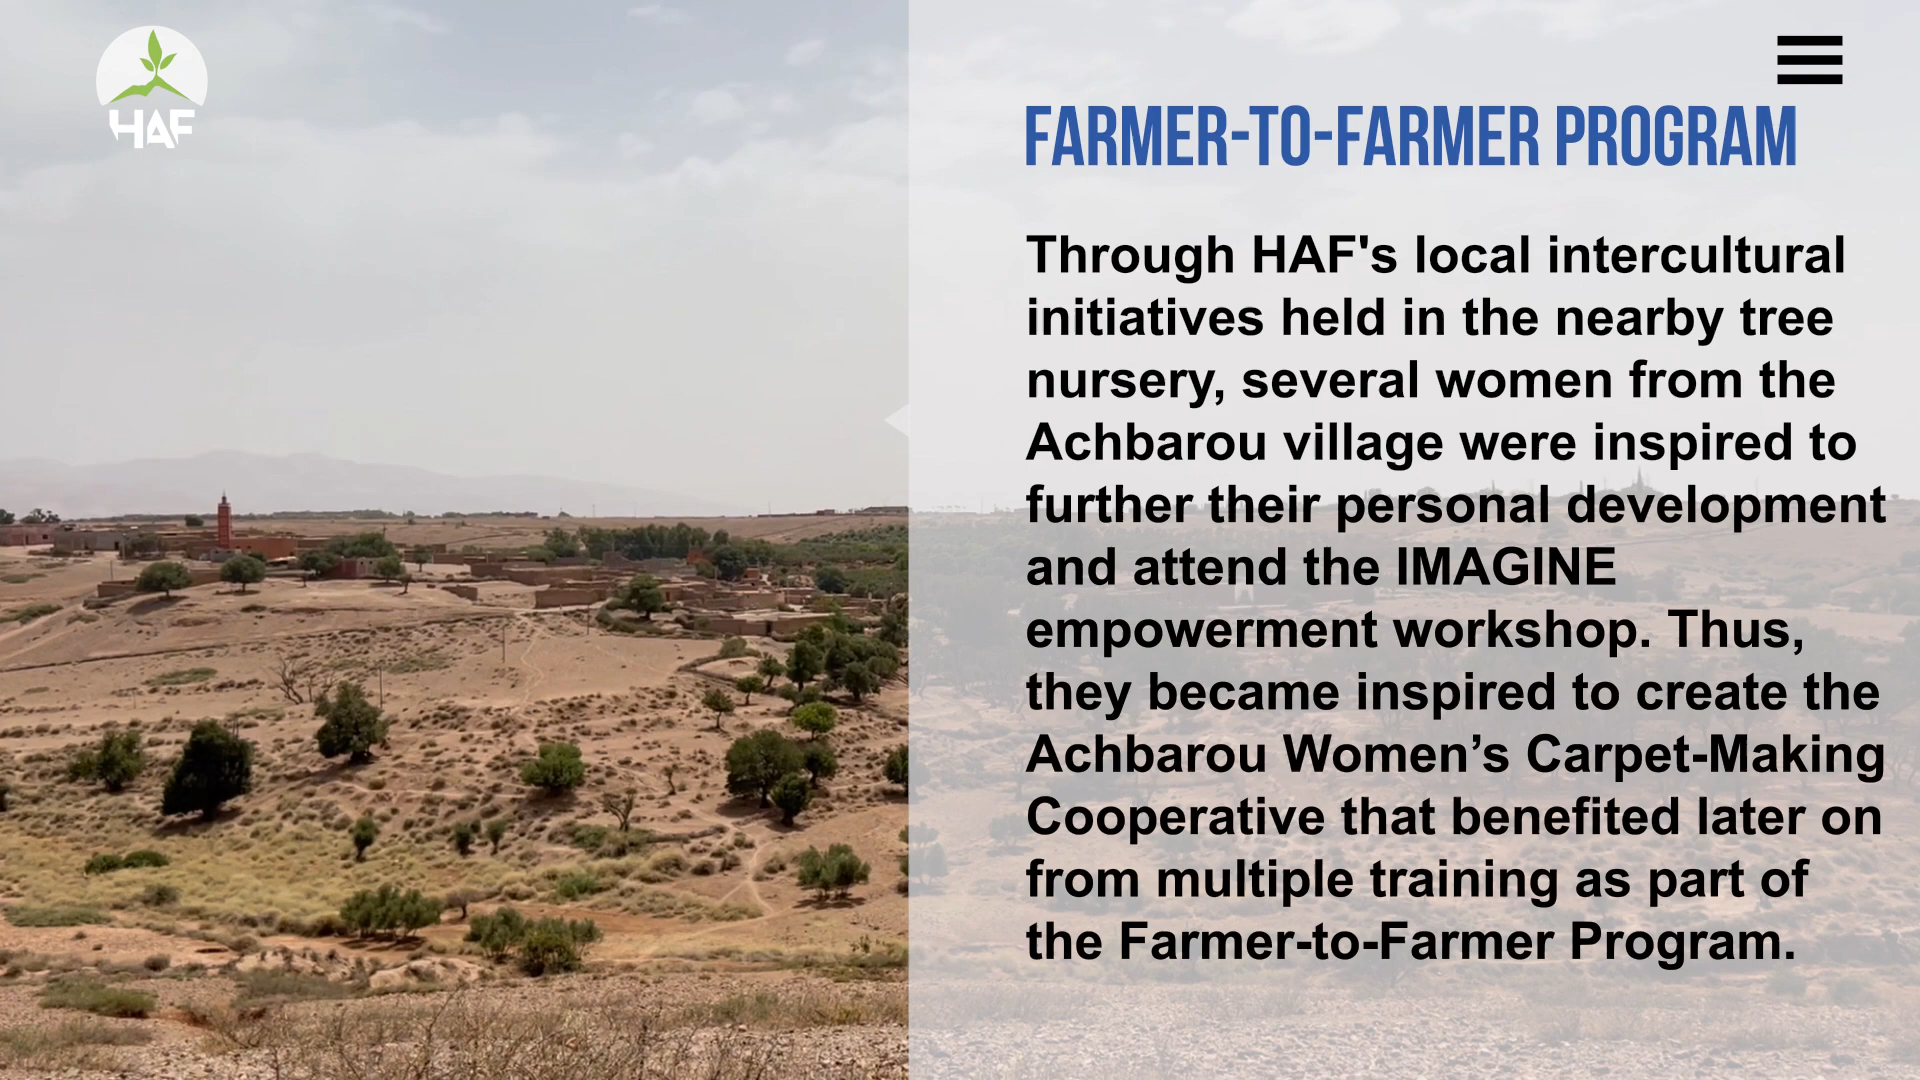 HAF
FARMER-TO-FARMER PROGRAM
Through HAF's local intercultural
initiatives held in the nearby tree
nursery, several women from the
Achbarou village were inspired to
further their personal development
and attend the IMAGINE
empowerment workshop. Thus,
they became inspired to create the
Achbarou Women’s Carpet-Making
Cooperative that benefited later on
from multiple training as part of
the Farmer-to-Farmer Program.